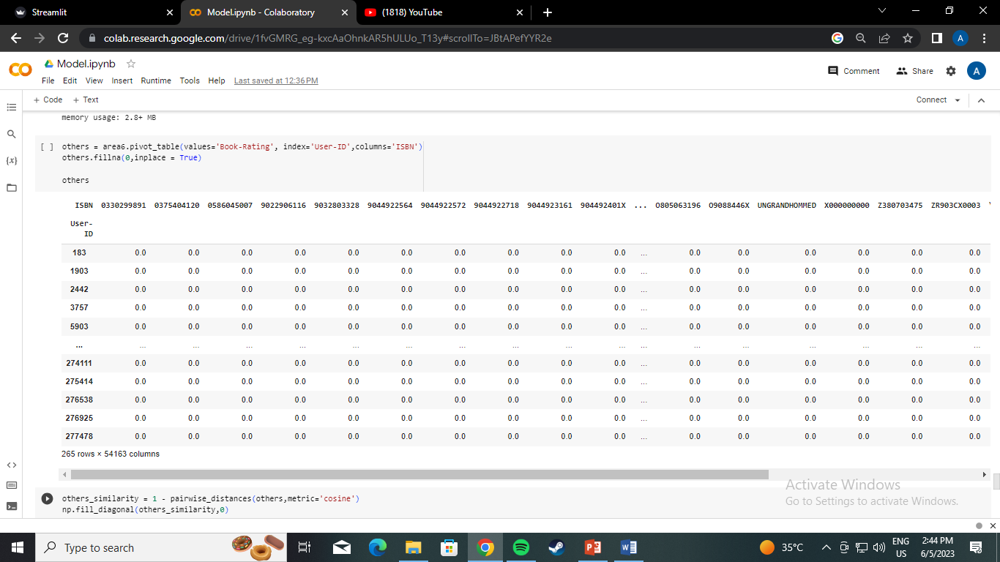 Streamlit
Model.ipynb - Colaboratory
(1818) YouTube
colab.research.google.com/drive/1fvGMRG_eg-kxcAaOhnkAR5hULUo_T13y#scrollTo=JBtAPefYYR2e
A
CO
Model.ipynb
File Edit View Insert Runtime Tools Help Last saved at 12:36 PM
Comment Share A
+ Code + Text Connect
memory usage: 2.8+ MB
[ ] others = area6.pivot_table(values='Book-Rating', index='User-ID',columns='ISBN')
others.fillna(0,inplace = True)
others
ISBN 0330299891 0375404120 0586045007 9022906116 9032803328 9044922564 9044922572 9044922718 9044923161 904492401X ... O805063196 O9088446X UNGRANDHOMMED X000000000 Z380703475 ZR903CX0003
User-
ID
183 0.0 0.0 0.0 0.0 0.0 0.0 0.0 0.0 0.0 0.0 ... 0.0 0.0 0.0 0.0 0.0 0.0
1903 0.0 0.0 0.0 0.0 0.0 0.0 0.0 0.0 0.0 0.0 ... 0.0 0.0 0.0 0.0 0.0 0.0
2442 0.0 0.0 0.0 0.0 0.0 0.0 0.0 0.0 0.0 0.0 ... 0.0 0.0 0.0 0.0 0.0 0.0
3757 0.0 0.0 0.0 0.0 0.0 0.0 0.0 0.0 0.0 0.0 ... 0.0 0.0 0.0 0.0 0.0 0.0
5903 0.0 0.0 0.0 0.0 0.0 0.0 0.0 0.0 0.0 0.0 ... 0.0 0.0 0.0 0.0 0.0 0.0
... ... ... ... ... ... ... ... ... ... ... ... ... ... ... ... ... ...
274111 0.0 0.0 0.0 0.0 0.0 0.0 0.0 0.0 0.0 0.0 ... 0.0 0.0 0.0 0.0 0.0 0.0
275414 0.0 0.0 0.0 0.0 0.0 0.0 0.0 0.0 0.0 0.0 ... 0.0 0.0 0.0 0.0 0.0 0.0
276538 0.0 0.0 0.0 0.0 0.0 0.0 0.0 0.0 0.0 0.0 ... 0.0 0.0 0.0 0.0 0.0 0.0
276925 0.0 0.0 0.0 0.0 0.0 0.0 0.0 0.0 0.0 0.0 ... 0.0 0.0 0.0 0.0 0.0 0.0
277478 0.0 0.0 0.0 0.0 0.0 0.0 0.0 0.0 0.0 0.0 ... 0.0 0.0 0.0 0.0 0.0 0.0
265 rows × 54163 columns
others_similarity = 1 - pairwise_distances(others,metric='cosine')
np.fill_diagonal(others_similarity,0)
Activate Windows
Go to Settings to activate Windows.
Type to search
35°C
ENG
US
2:44 PM
6/5/2023